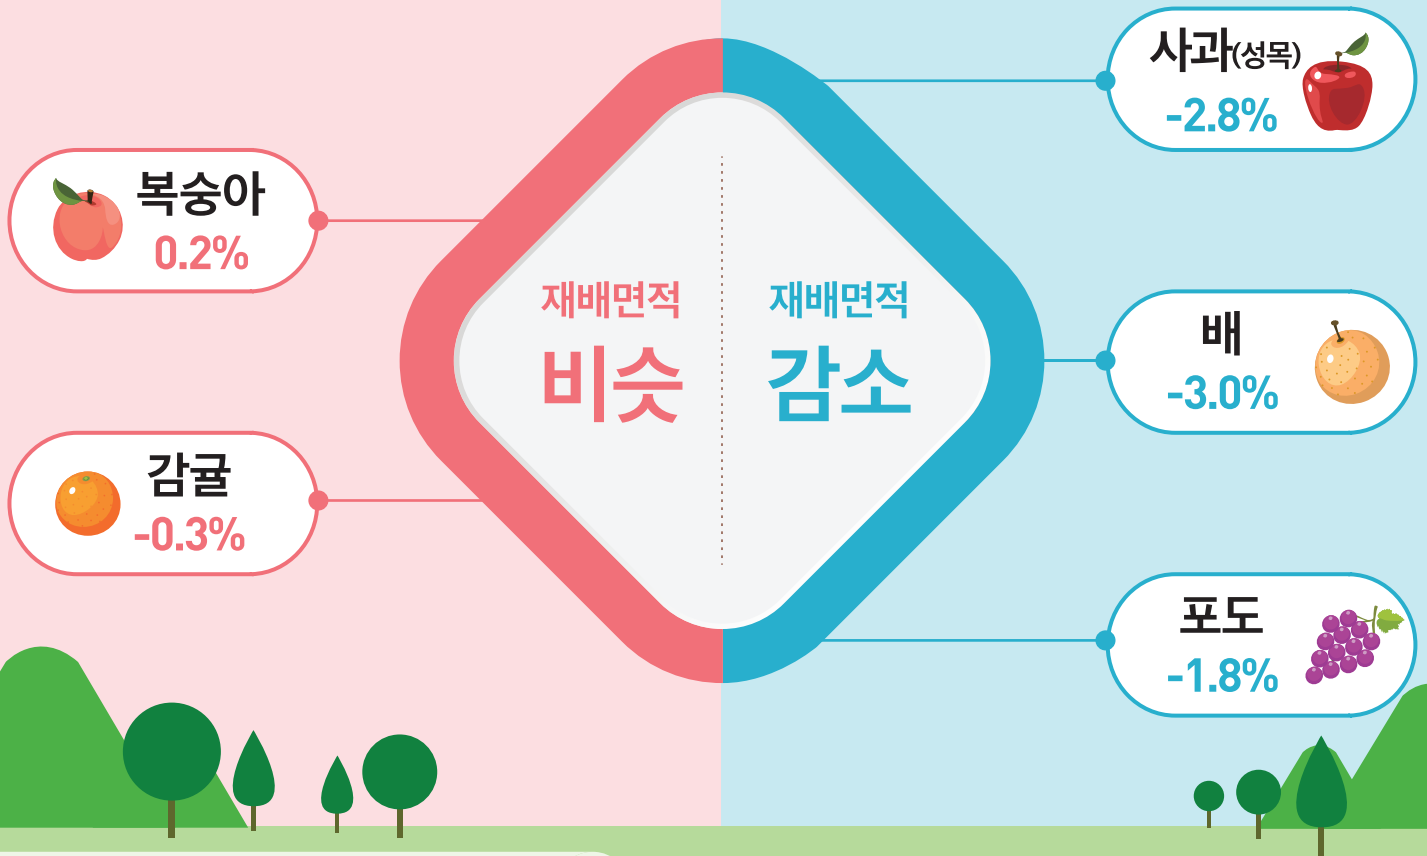 복숭아
0.2%
감귤
-0.3%
재배면적
비슷
재배면적
감소
사과(성목)
-2.8%
배
-3.0%
포도
-1.8%